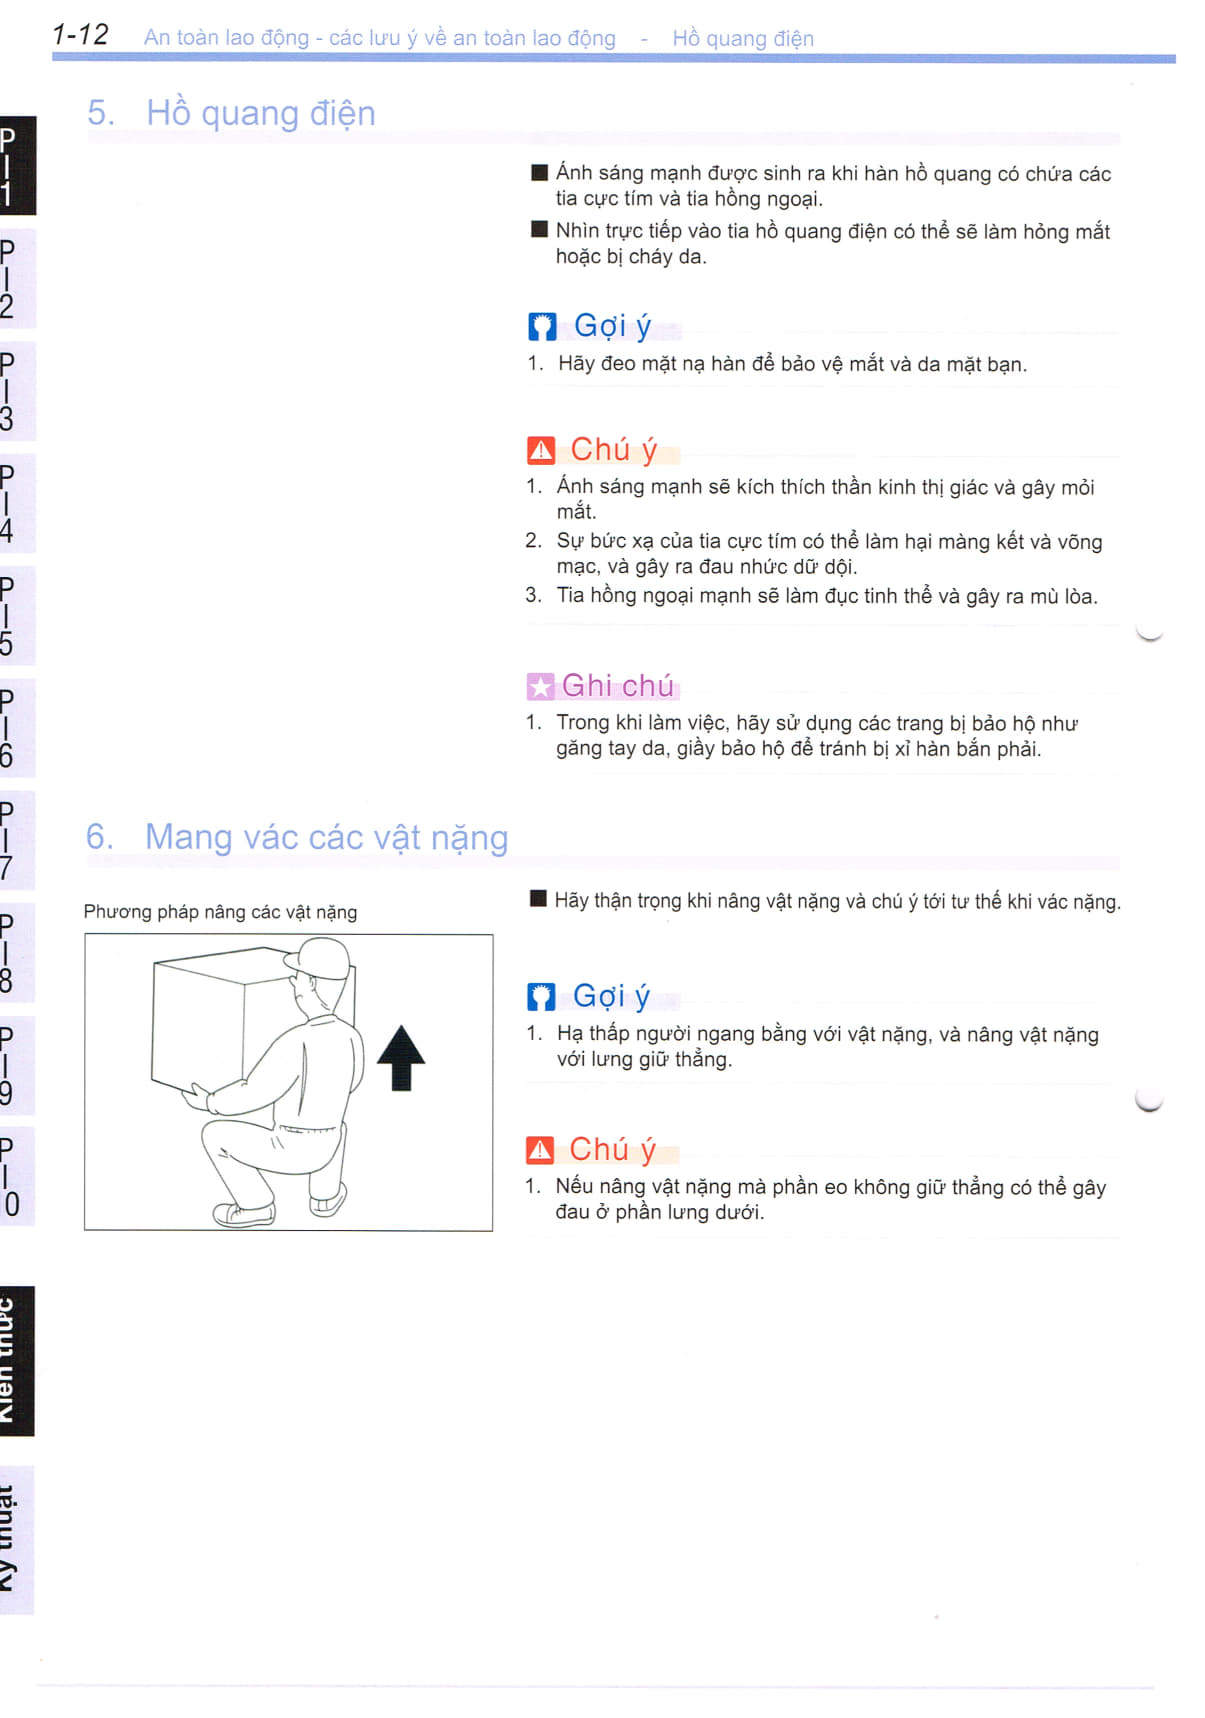 1-12 An toàn lao động - các lưu ý về an toàn lao động - Hồ quang điện
5. Hồ quang điện
■ Ánh sáng mạnh được sinh ra khi hàn hồ quang có chứa các
tia cực tím và tia hồng ngoại.
■ Nhìn trực tiếp vào tia hồ quang điện có thể sẽ làm hỏng mắt
hoặc bị cháy da.
Gợi ý
1. Hãy đeo mặt nạ hàn để bảo vệ mắt và da mặt bạn.
Chú ý
1. Ánh sáng mạnh sẽ kích thích thần kinh thị giác và gây mỏi
mắt.
2. Sự bức xạ của tia cực tím có thể làm hại màng kết và võng
mạc, và gây ra đau nhức dữ dội.
3. Tia hồng ngoại mạnh sẽ làm đục tinh thể và gây ra mù lòa.
Ghi chú
1. Trong khi làm việc, hãy sử dụng các trang bị bảo hộ như
găng tay da, giầy bảo hộ để tránh bị xỉ hàn bắn phải.
6. Mang vác các vật nặng
Phương pháp nâng các vật nặng
■ Hãy thận trọng khi nâng vật nặng và chú ý tới tư thế khi vác nặng.
Gợi ý
1. Hạ thấp người ngang bằng với vật nặng, và nâng vật nặng
với lưng giữ thẳng.
Chú ý
1. Nếu nâng vật nặng mà phần eo không giữ thẳng có thể gây
đau ở phần lưng dưới.
P
|
1
P
|
2
P
|
3
P
|
4
P
|
5
P
|
6
P
|
7
P
|
8
P
|
9
P
|
10
Kiến thức
Kỹ thuật